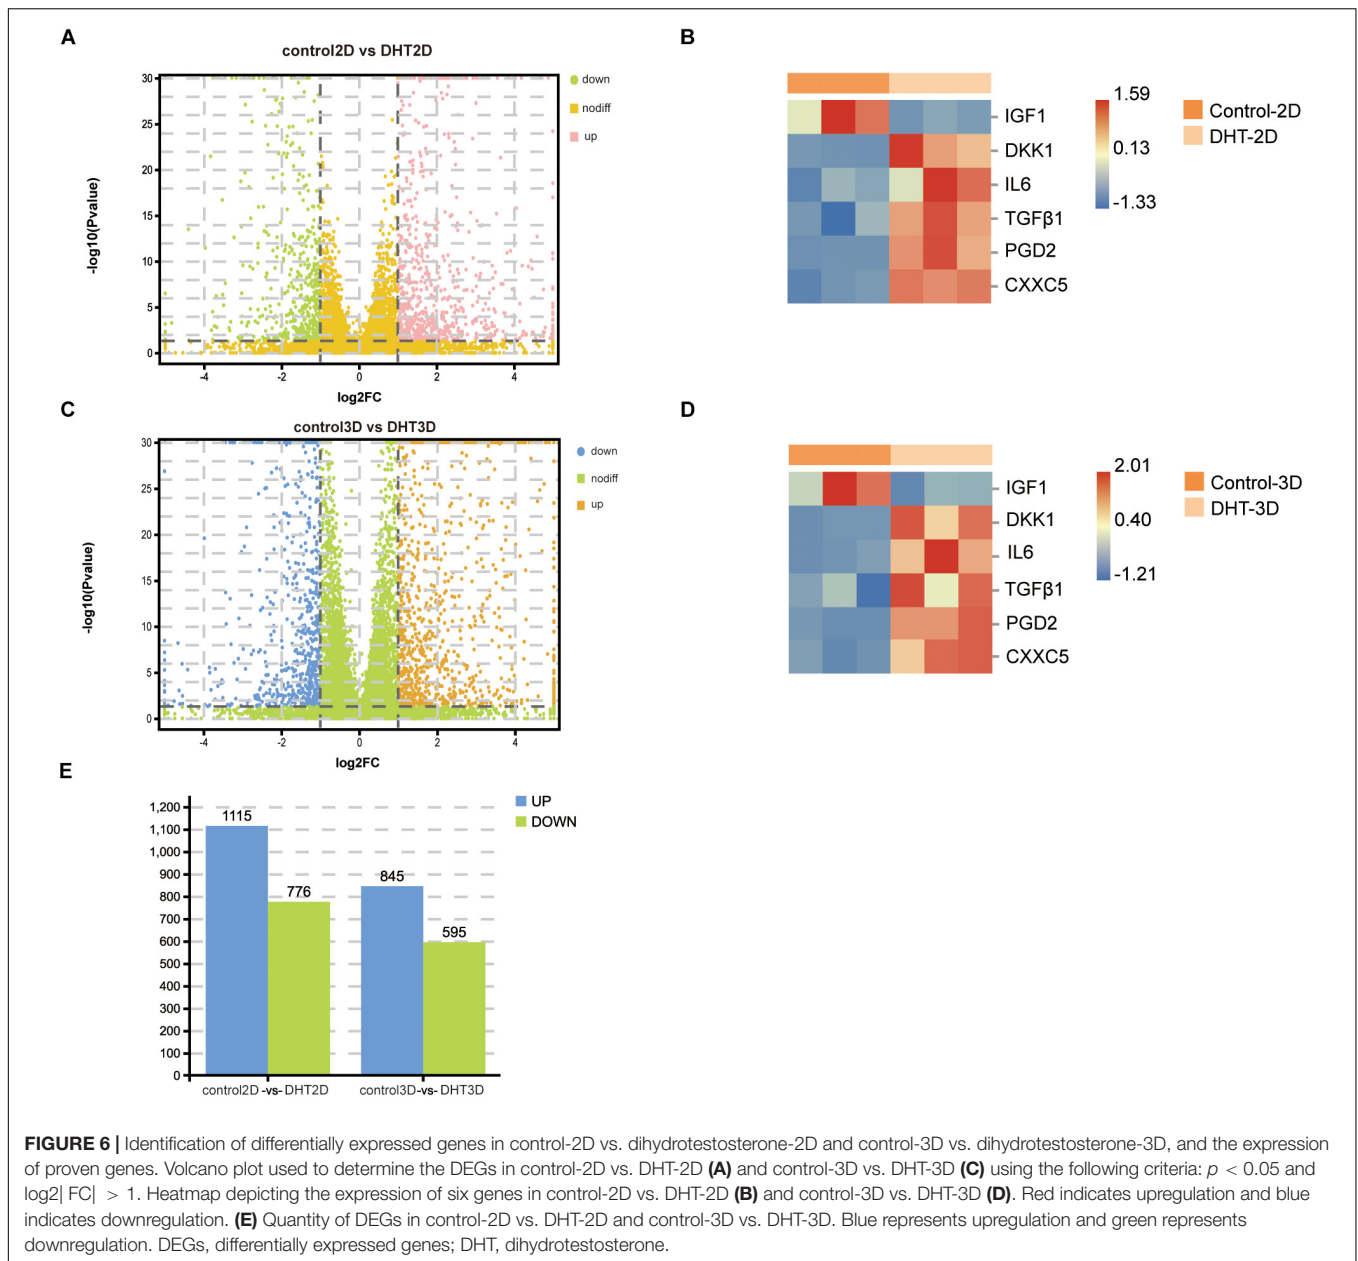 A
control2D vs DHT2D
30
25
20
15
10
5
0
-log10(Pvalue)
-4 -2 0 2 4
log2FC
down
nodiff
up
B
IGF1
DKK1
IL6
TGFβ1
PGD2
CXXC5
1.59
0.13
-1.33
Control-2D
DHT-2D
C
control3D vs DHT3D
30
25
20
15
10
5
0
-log10(Pvalue)
-4 -2 0 2 4
log2FC
down
nodiff
up
D
IGF1
DKK1
IL6
TGFβ1
PGD2
CXXC5
2.01
0.40
-1.21
Control-3D
DHT-3D
E
1,200
1,100
1,000
900
800
700
600
500
400
300
200
100
0
1115
776
845
595
control2D -vs- DHT2D
control3D -vs- DHT3D
UP
DOWN
FIGURE 6 | Identification of differentially expressed genes in control-2D vs. dihydrotestosterone-2D and control-3D vs. dihydrotestosterone-3D, and the expression
of proven genes. Volcano plot used to determine the DEGs in control-2D vs. DHT-2D (A) and control-3D vs. DHT-3D (C) using the following criteria: p < 0.05 and
log2| FC| > 1. Heatmap depicting the expression of six genes in control-2D vs. DHT-2D (B) and control-3D vs. DHT-3D (D). Red indicates upregulation and blue
indicates downregulation. (E) Quantity of DEGs in control-2D vs. DHT-2D and control-3D vs. DHT-3D. Blue represents upregulation and green represents
downregulation. DEGs, differentially expressed genes; DHT, dihydrotestosterone.